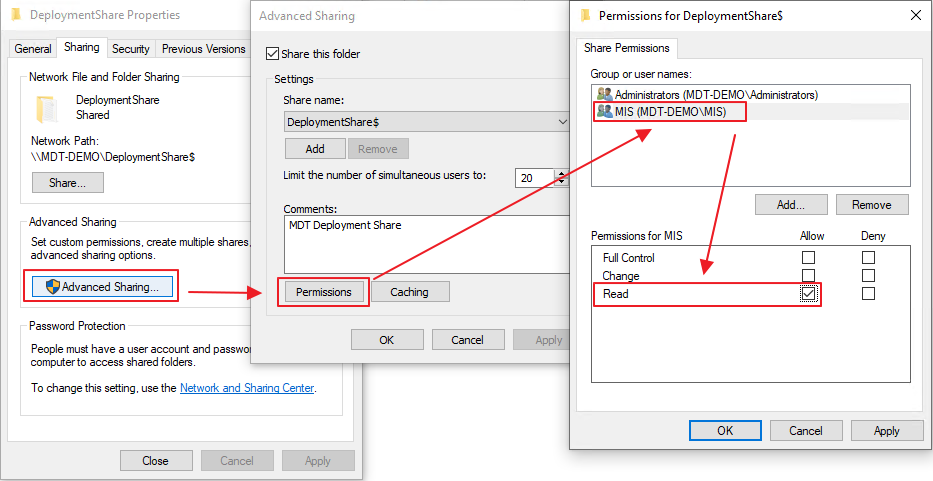 DeploymentShare Properties
General
Sharing
Security
Previous Versions
Network File and Folder Sharing
DeploymentShare
Shared
Network Path:
\\MDT-DEMO\DeploymentShare$
Share...
Advanced Sharing
Set custom permissions, create multiple shares,
advanced sharing options.
Advanced Sharing...
Password Protection
People must have a user account and passwo
computer to access shared folders.
To change this setting, use the Network and Sharing Center.
Close
Cancel
Apply
Advanced Sharing
Share this folder
Settings
Share name:
DeploymentShare$
Add
Remove
Limit the number of simultaneous users to:
20
Comments:
MDT Deployment Share
Permissions
Caching
OK
Cancel
Apply
Permissions for DeploymentShare$
Share Permissions
Group or user names:
Administrators (MDT-DEMO\Administrators)
MIS (MDT-DEMO\MIS)
Add...
Remove
Permissions for MIS
Allow
Deny
Full Control
Change
Read
OK
Cancel
Apply